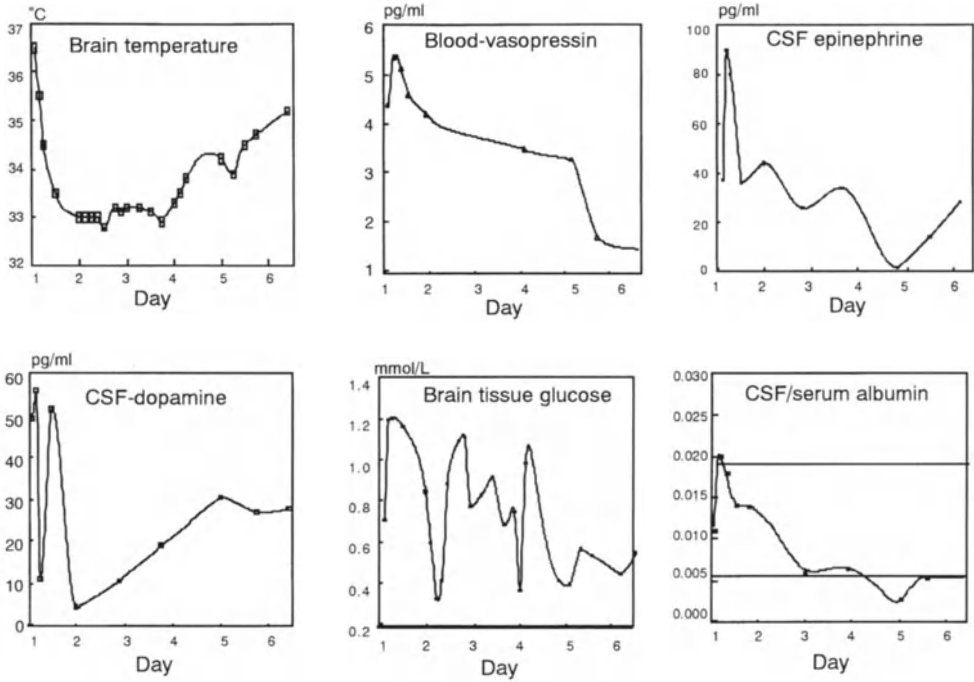 °C
Brain temperature
37
36
35
34
33
32
1 2 3 4 5 6
Day
pg/ml
Blood-vasopressin
6
5
4
3
2
1
1 2 3 4 5 6
Day
pg/ml
CSF epinephrine
100
80
60
40
20
0
1 2 3 4 5 6
Day
pg/ml
CSF-dopamine
60
50
40
30
20
10
0
1 2 3 4 5 6
Day
mmol/L
Brain tissue glucose
1.4
1.2
1.0
0.8
0.6
0.4
0.2
1 2 3 4 5 6
Day
CSF/serum albumin
0.030
0.020
0.015
0.010
0.005
0.000
1 2 3 4 5 6
Day